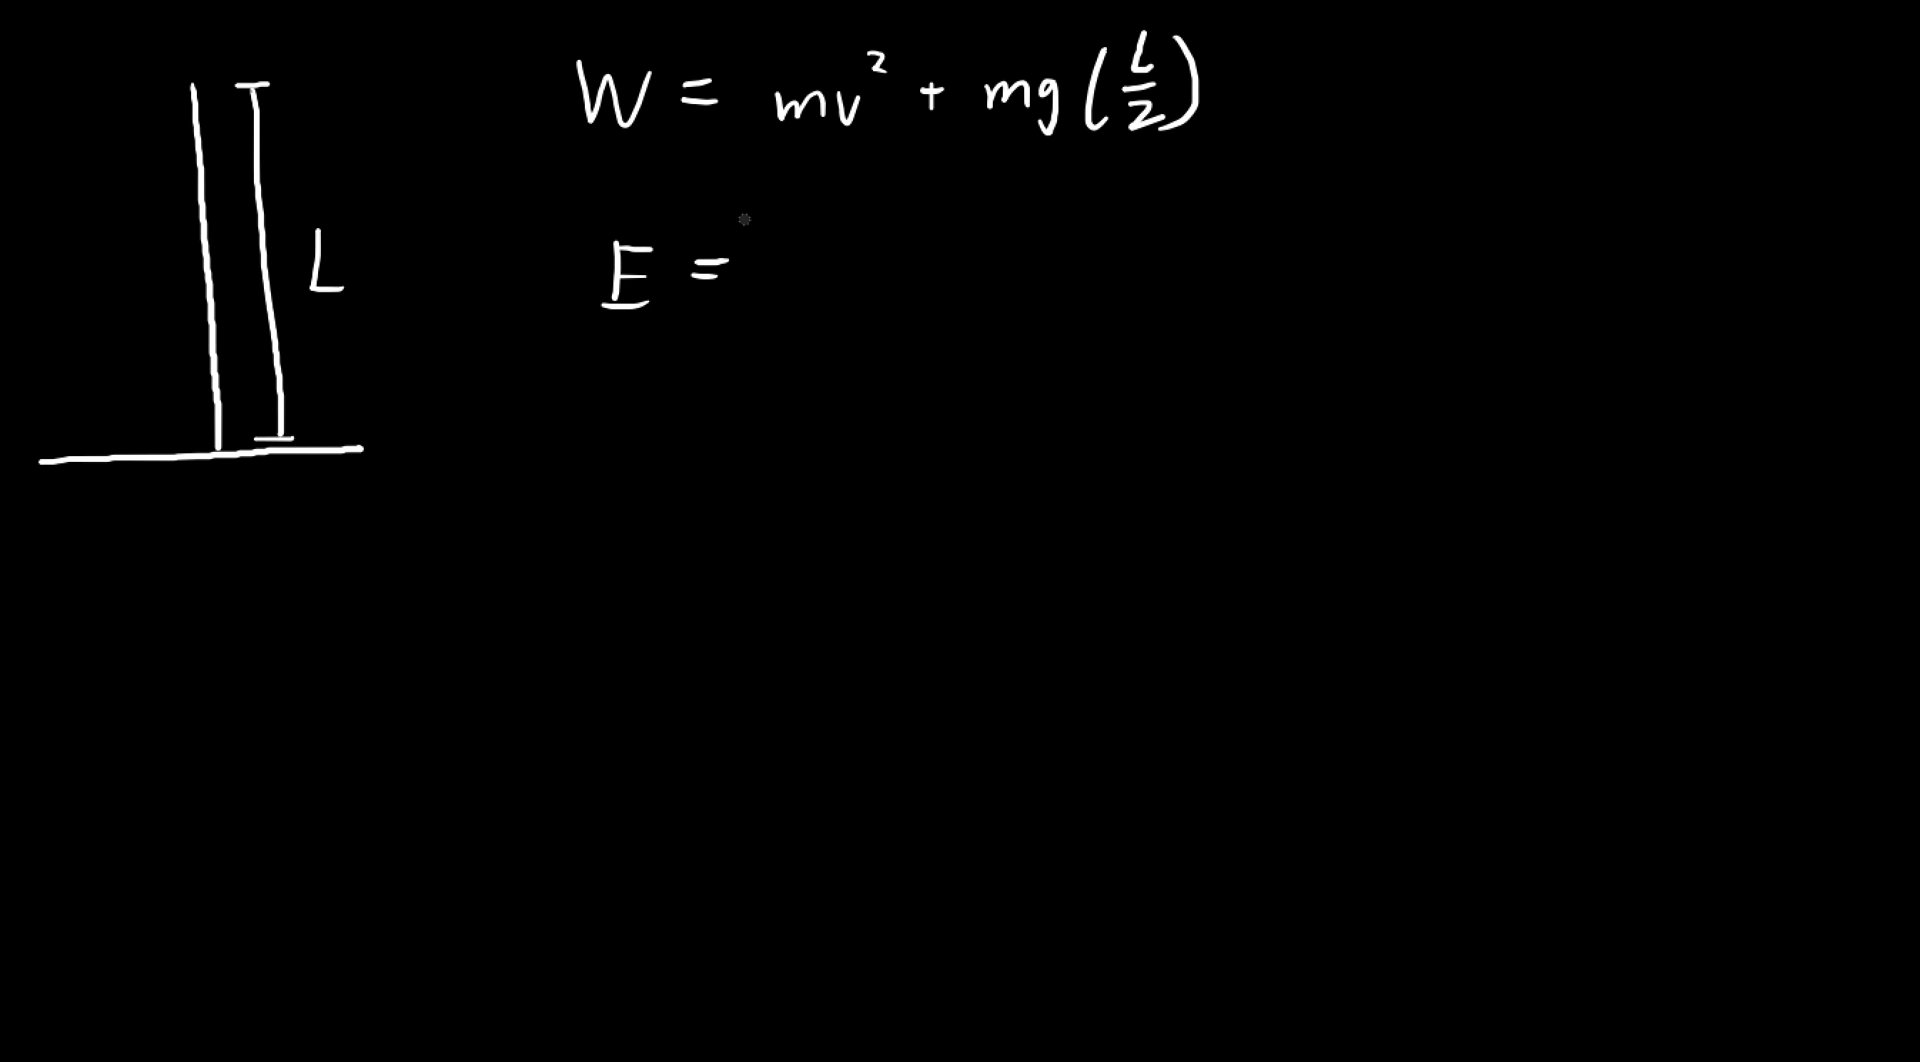 W = mv² + mg(L/2)
L
E =